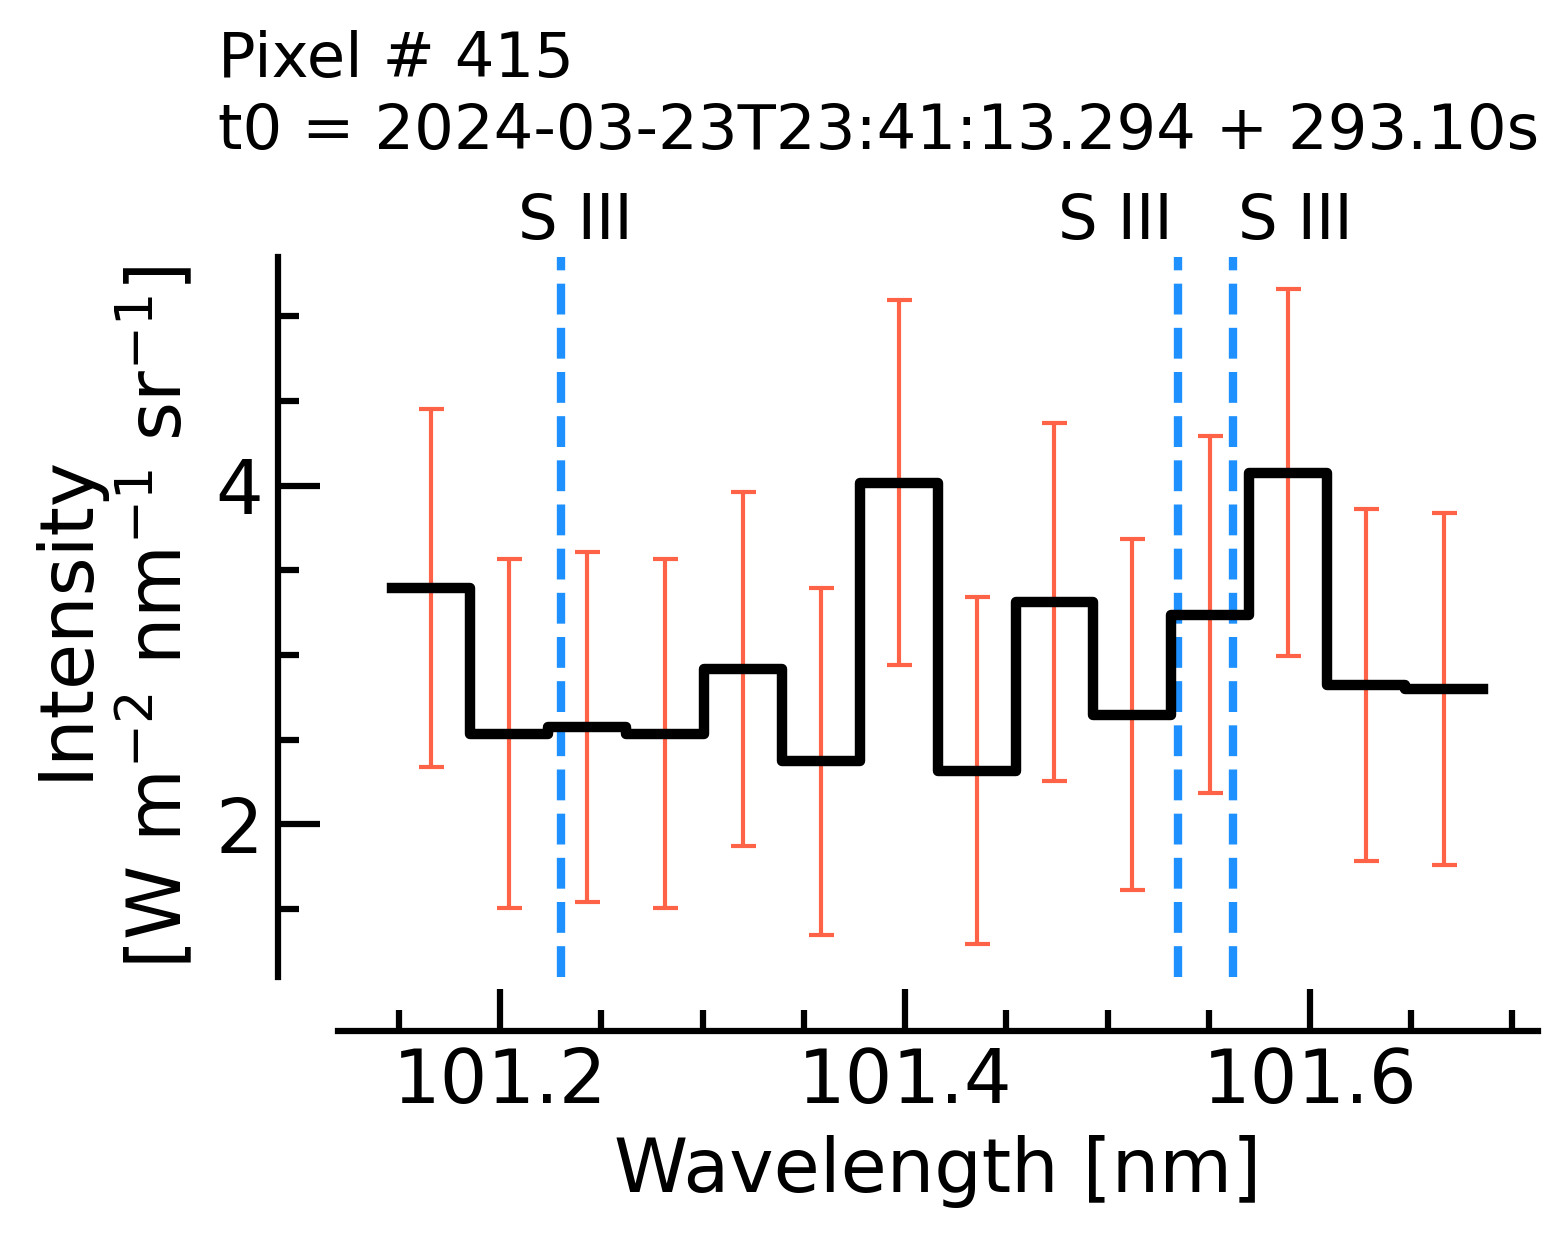 Pixel # 415
t0 = 2024-03-23T23:41:13.294 + 293.10s
S III S III S III
Intensity
[W m⁻² nm⁻¹ sr⁻¹]
4
2
101.2 101.4 101.6
Wavelength [nm]